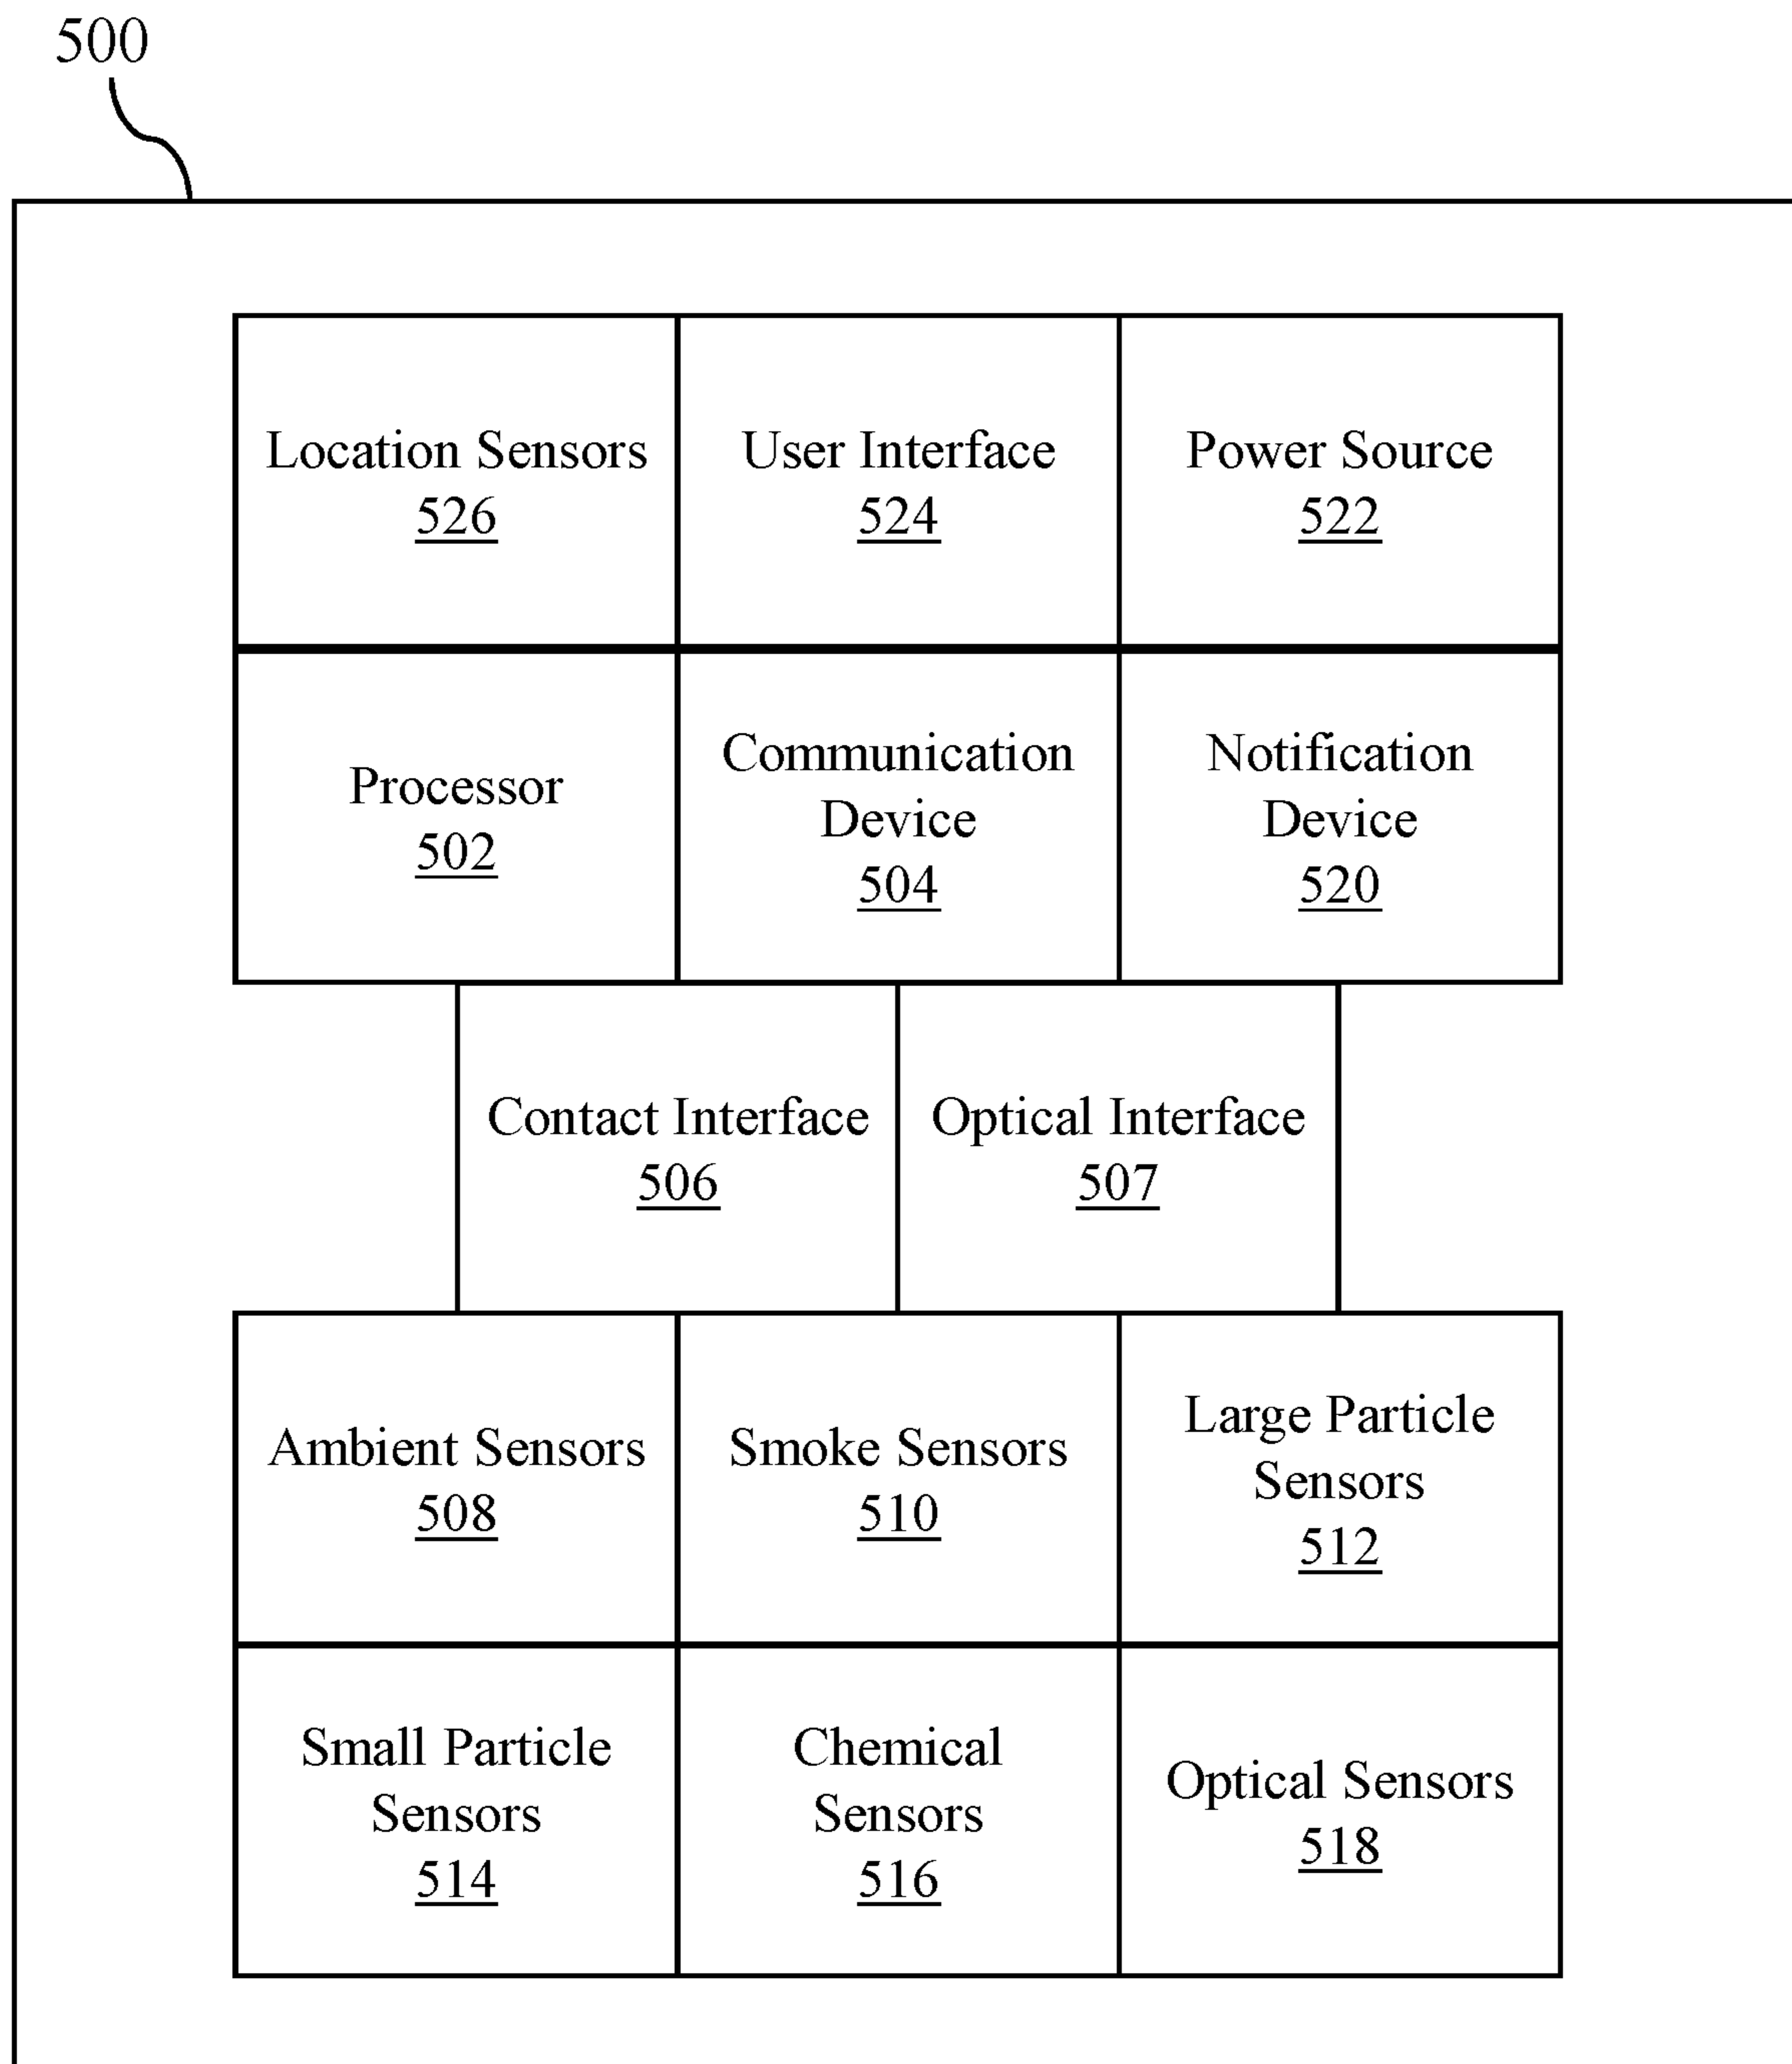 500
Location Sensors
526
User Interface
524
Power Source
522
Processor
502
Communication
Device
504
Notification
Device
520
Contact Interface
506
Optical Interface
507
Ambient Sensors
508
Smoke Sensors
510
Large Particle
Sensors
512
Small Particle
Sensors
514
Chemical
Sensors
516
Optical Sensors
518